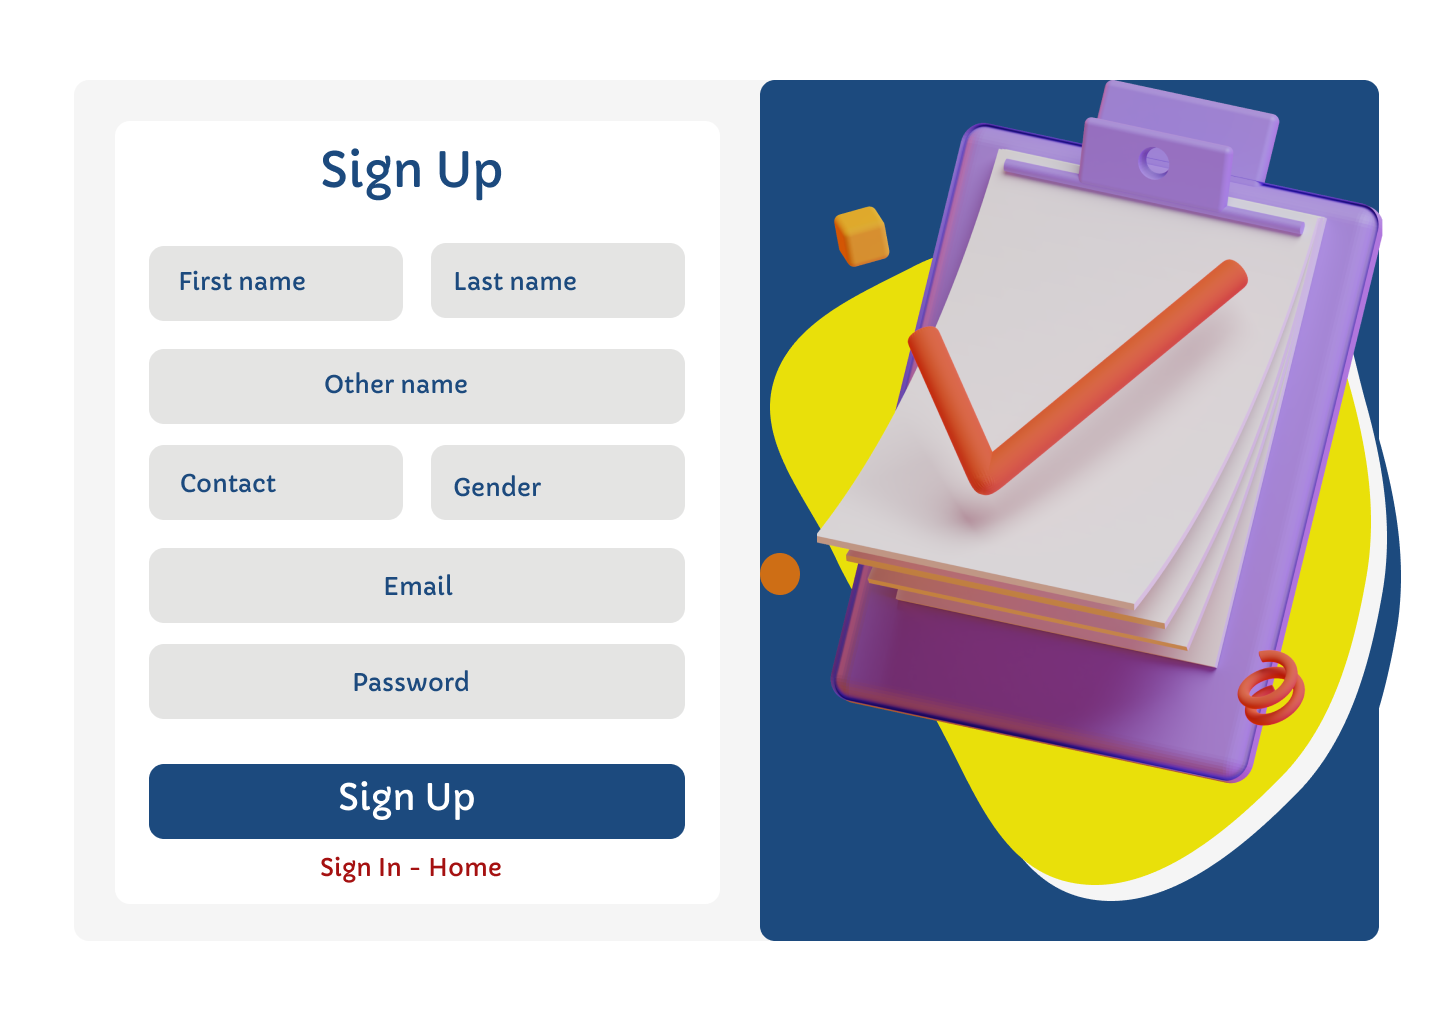 Sign Up
First name
Last name
Other name
Contact
Gender
Email
Password
Sign Up
Sign In - Home